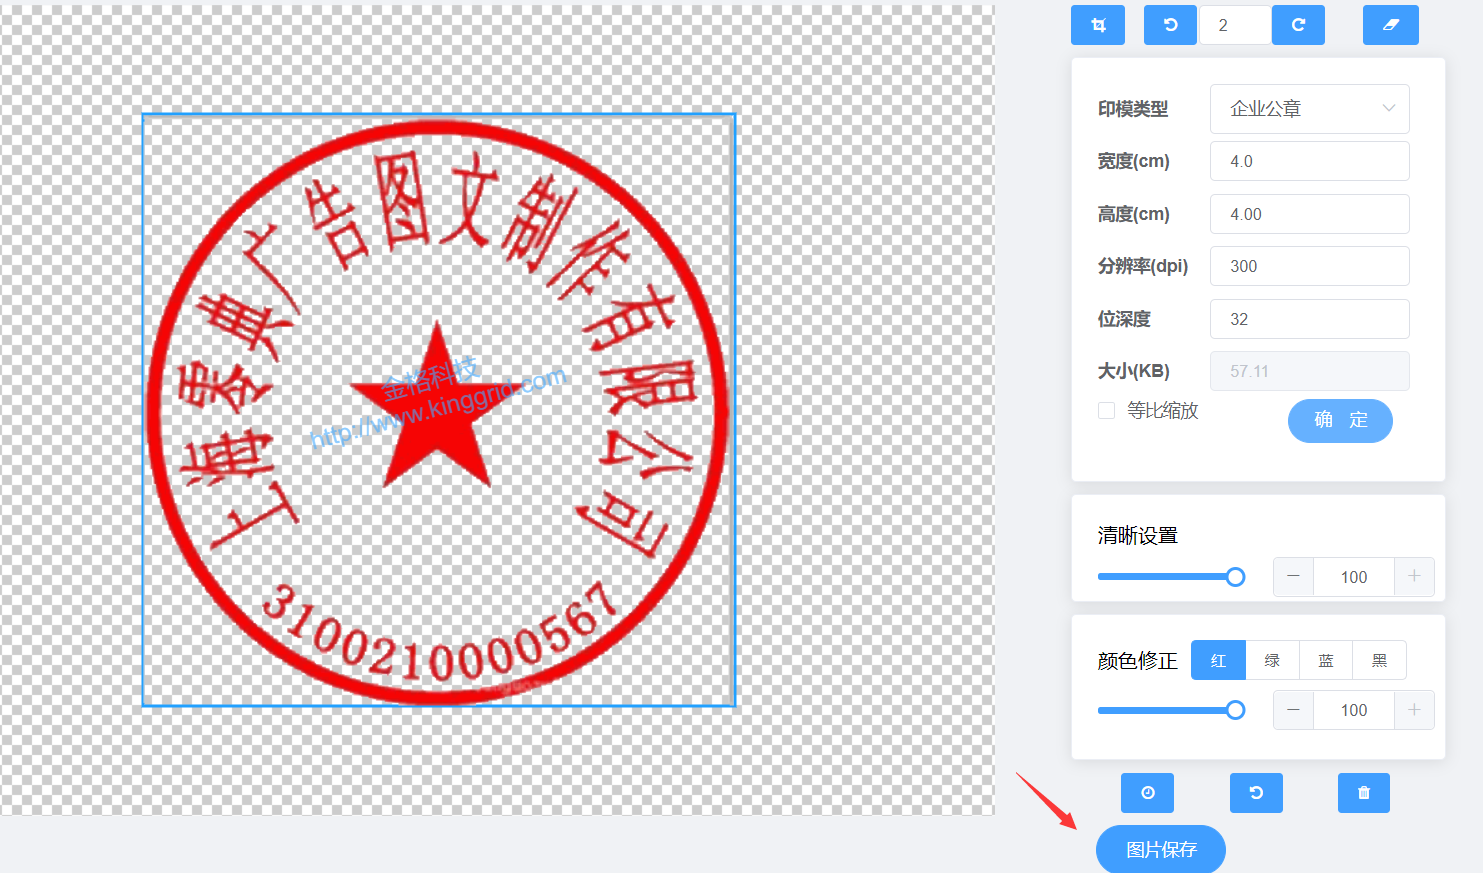 2
印模类型
企业公章
宽度(cm)
4.0
高度(cm)
4.00
分辨率(dpi)
300
位深度
32
大小(KB)
57.11
等比缩放
确 定
清晰设置
100
颜色修正
红
绿
蓝
黑
100
图片保存
上海雯奥广告图文制作有限公司
金格科技
http://www.kinggrid.com
3100210000567